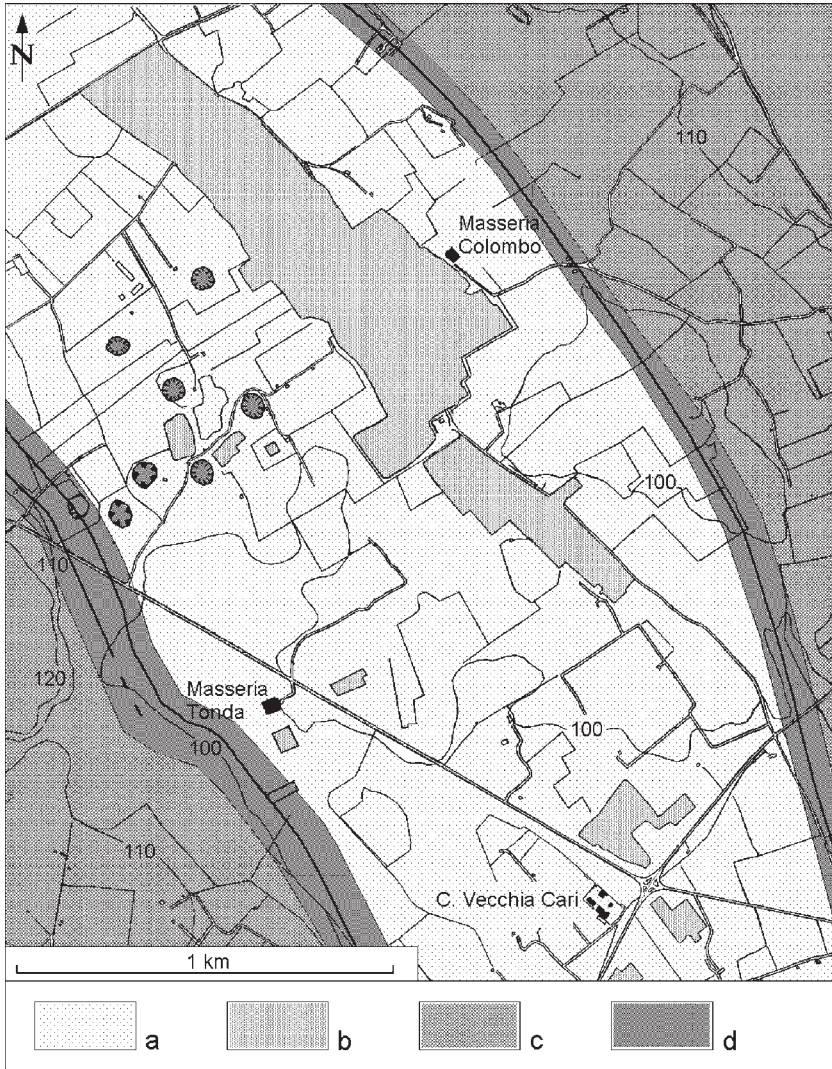 N
110
Masseria
Colombo
100
110
120
Masseria
Tonda
100
100
110
C. Vecchia Cari
1 km
a
b
c
d